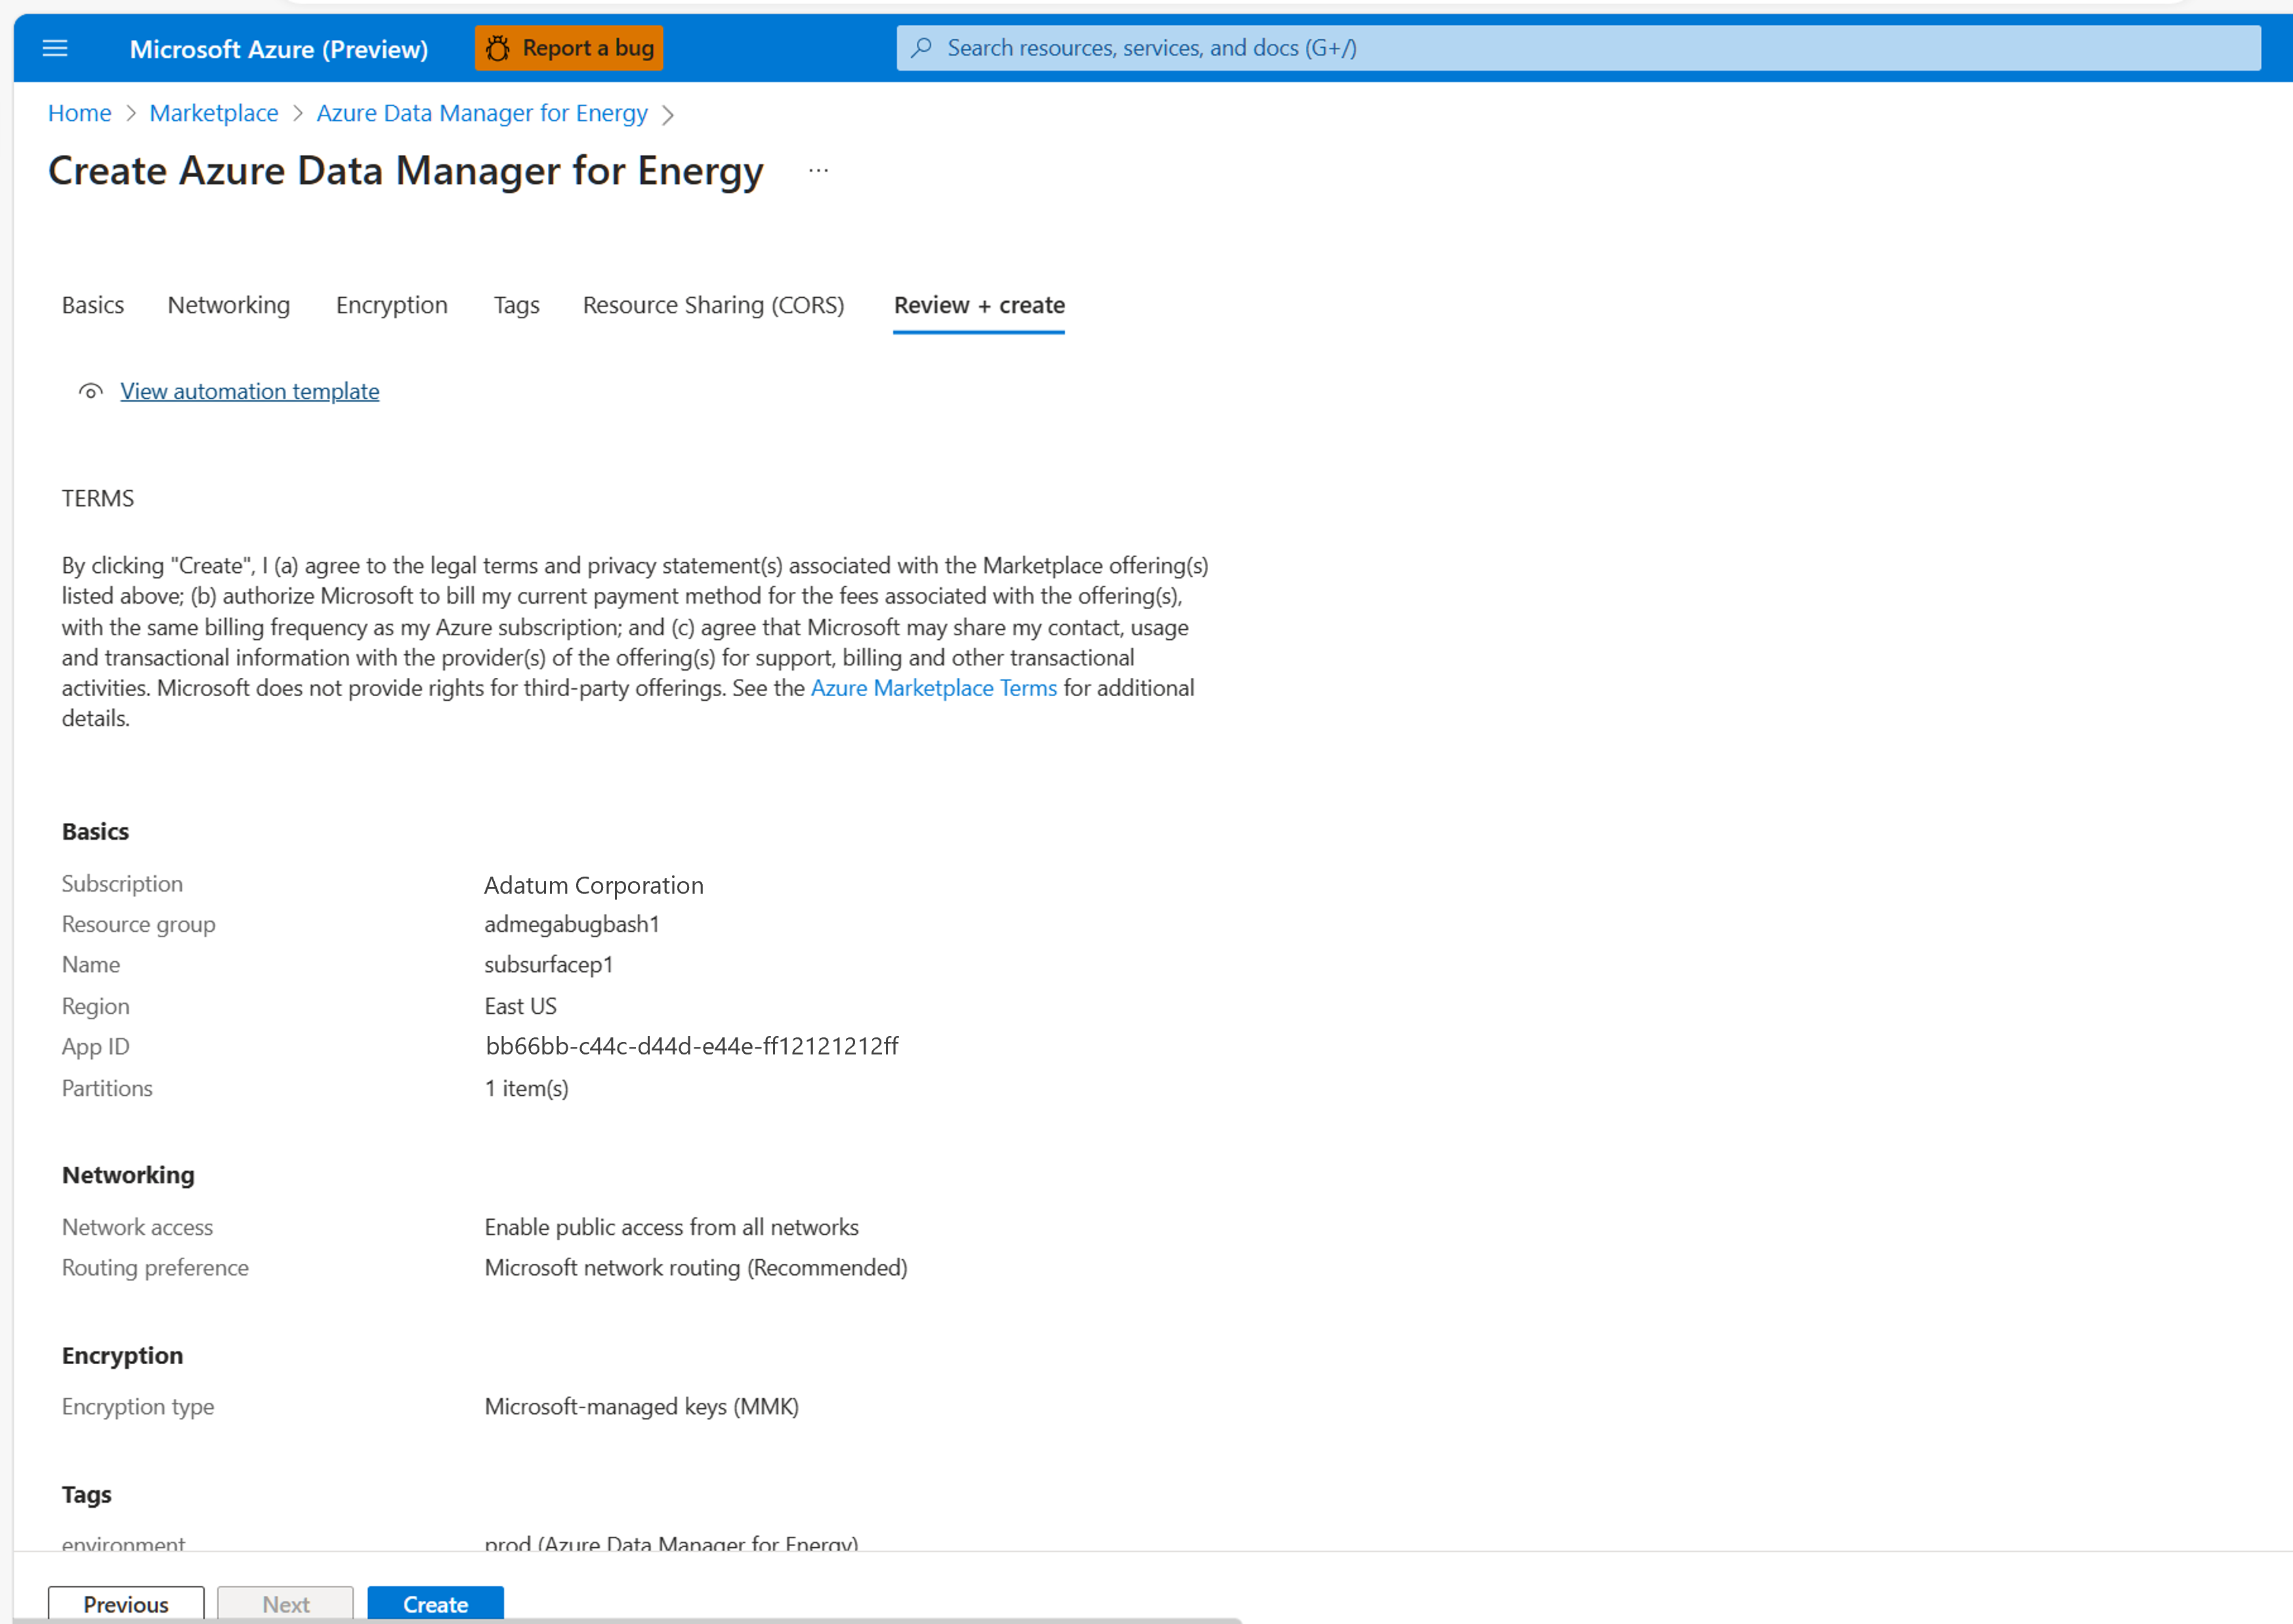 Microsoft Azure (Preview)
Report a bug
Search resources, services, and docs (G+/)
Home > Marketplace > Azure Data Manager for Energy >
Create Azure Data Manager for Energy ...
Basics Networking Encryption Tags Resource Sharing (CORS) Review + create
View automation template
TERMS
By clicking "Create", I (a) agree to the legal terms and privacy statement(s) associated with the Marketplace offering(s)
listed above; (b) authorize Microsoft to bill my current payment method for the fees associated with the offering(s),
with the same billing frequency as my Azure subscription; and (c) agree that Microsoft may share my contact, usage
and transactional information with the provider(s) of the offering(s) for support, billing and other transactional
activities. Microsoft does not provide rights for third-party offerings. See the Azure Marketplace Terms for additional
details.
Basics
Subscription Adatum Corporation
Resource group admegabugbash1
Name subsurfacep1
Region East US
App ID bb66bb-c44c-d44d-e44e-ff12121212ff
Partitions 1 item(s)
Networking
Network access Enable public access from all networks
Routing preference Microsoft network routing (Recommended)
Encryption
Encryption type Microsoft-managed keys (MMK)
Tags
environment prod (Azure Data Manager for Energy)
Previous Next Create